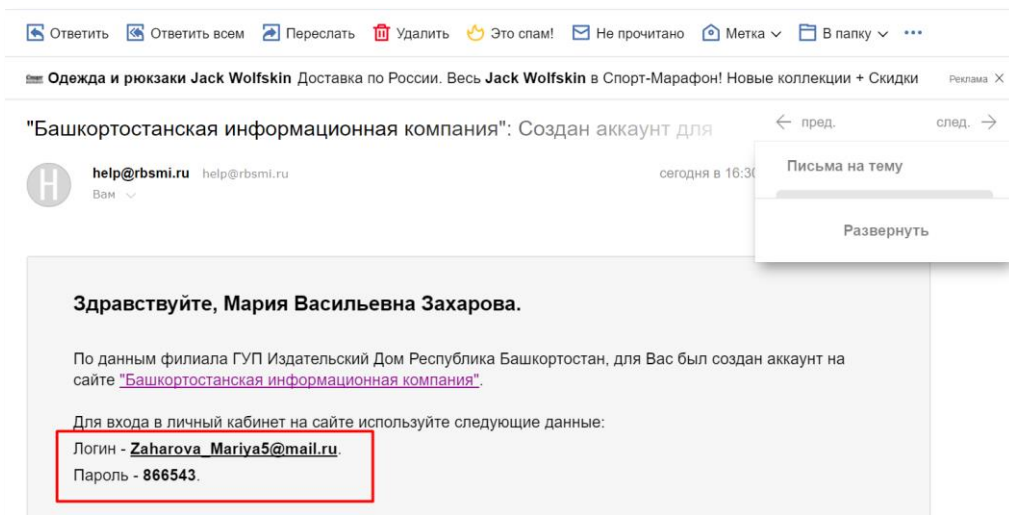 Ответить Ответить всем Переслать Удалить Это спам! Не прочитано Метка В папку
Одежда и рюкзаки Jack Wolfskin Доставка по России. Весь Jack Wolfskin в Спорт-Марафон! Новые коллекции + Скидки Реклама X
"Башкортостанская информационная компания": Создан аккаунт для
← пред. след. →
help@rbsmi.ru help@rbsmi.ru сегодня в 16:30
Вам
Письма на тему
Развернуть
H
Здравствуйте, Мария Васильевна Захарова.
По данным филиала ГУП Издательский Дом Республика Башкортостан, для Вас был создан аккаунт на
сайте "Башкортостанская информационная компания".
Для входа в личный кабинет на сайте используйте следующие данные:
Логин - Zaharova_Mariya5@mail.ru.
Пароль - 866543.